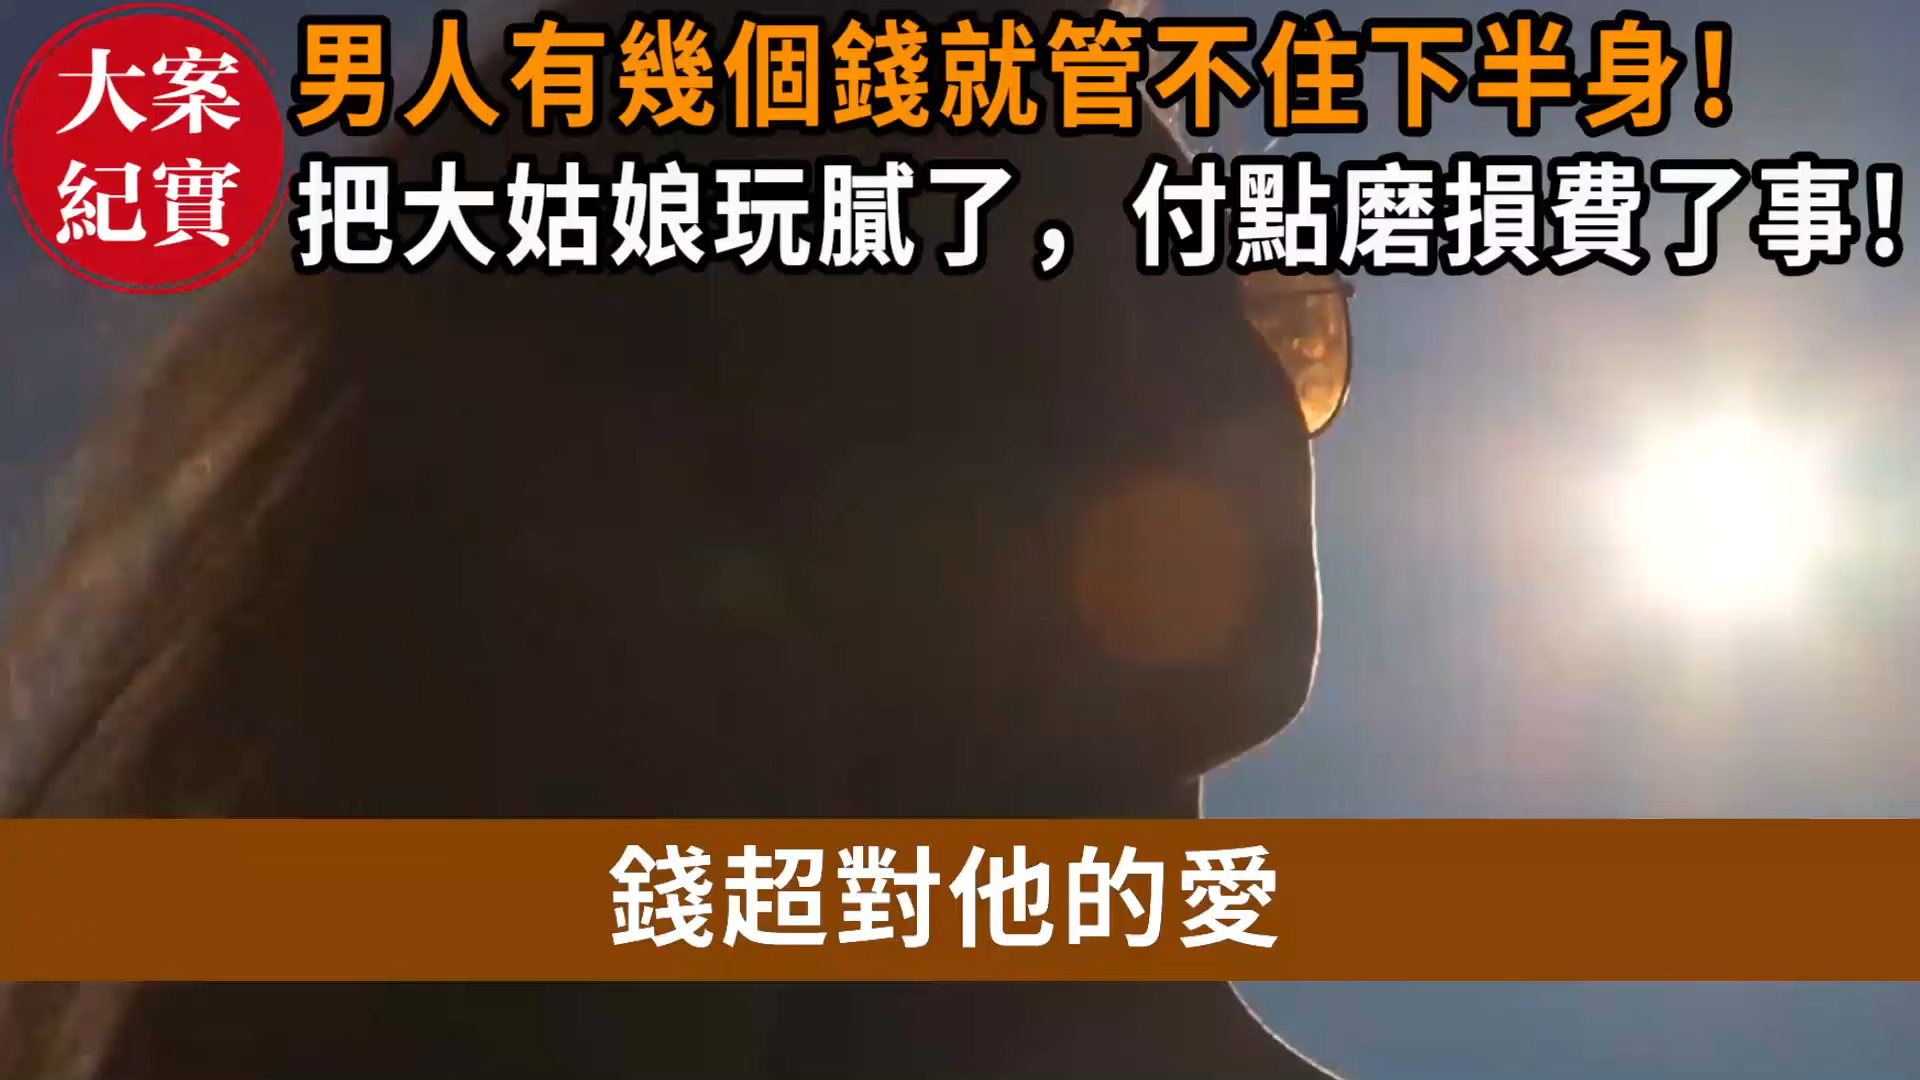 大案
紀實
男人有幾個錢就管不住下半身！
把大姑娘玩膩了，付點磨損費了事！
錢超對他的愛